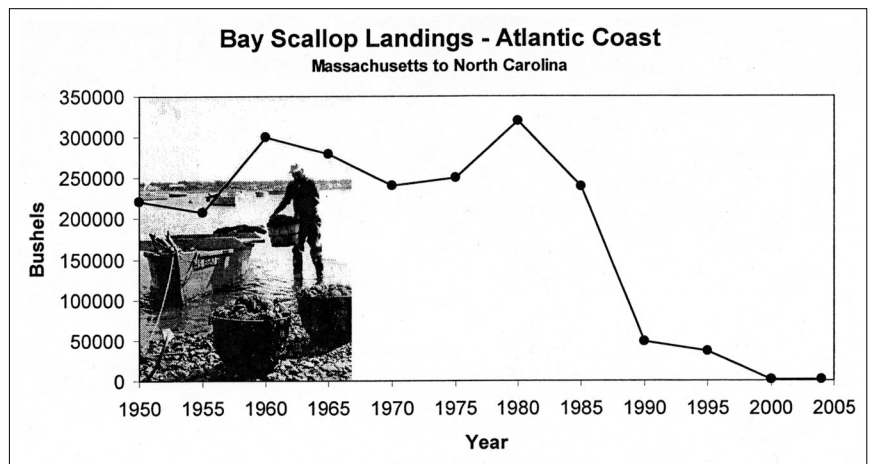 Bay Scallop Landings - Atlantic Coast
Massachusetts to North Carolina
350000
300000
250000
200000
150000
100000
50000
0
Bushels
1950 1955 1960 1965 1970 1975 1980 1985 1990 1995 2000 2005
Year